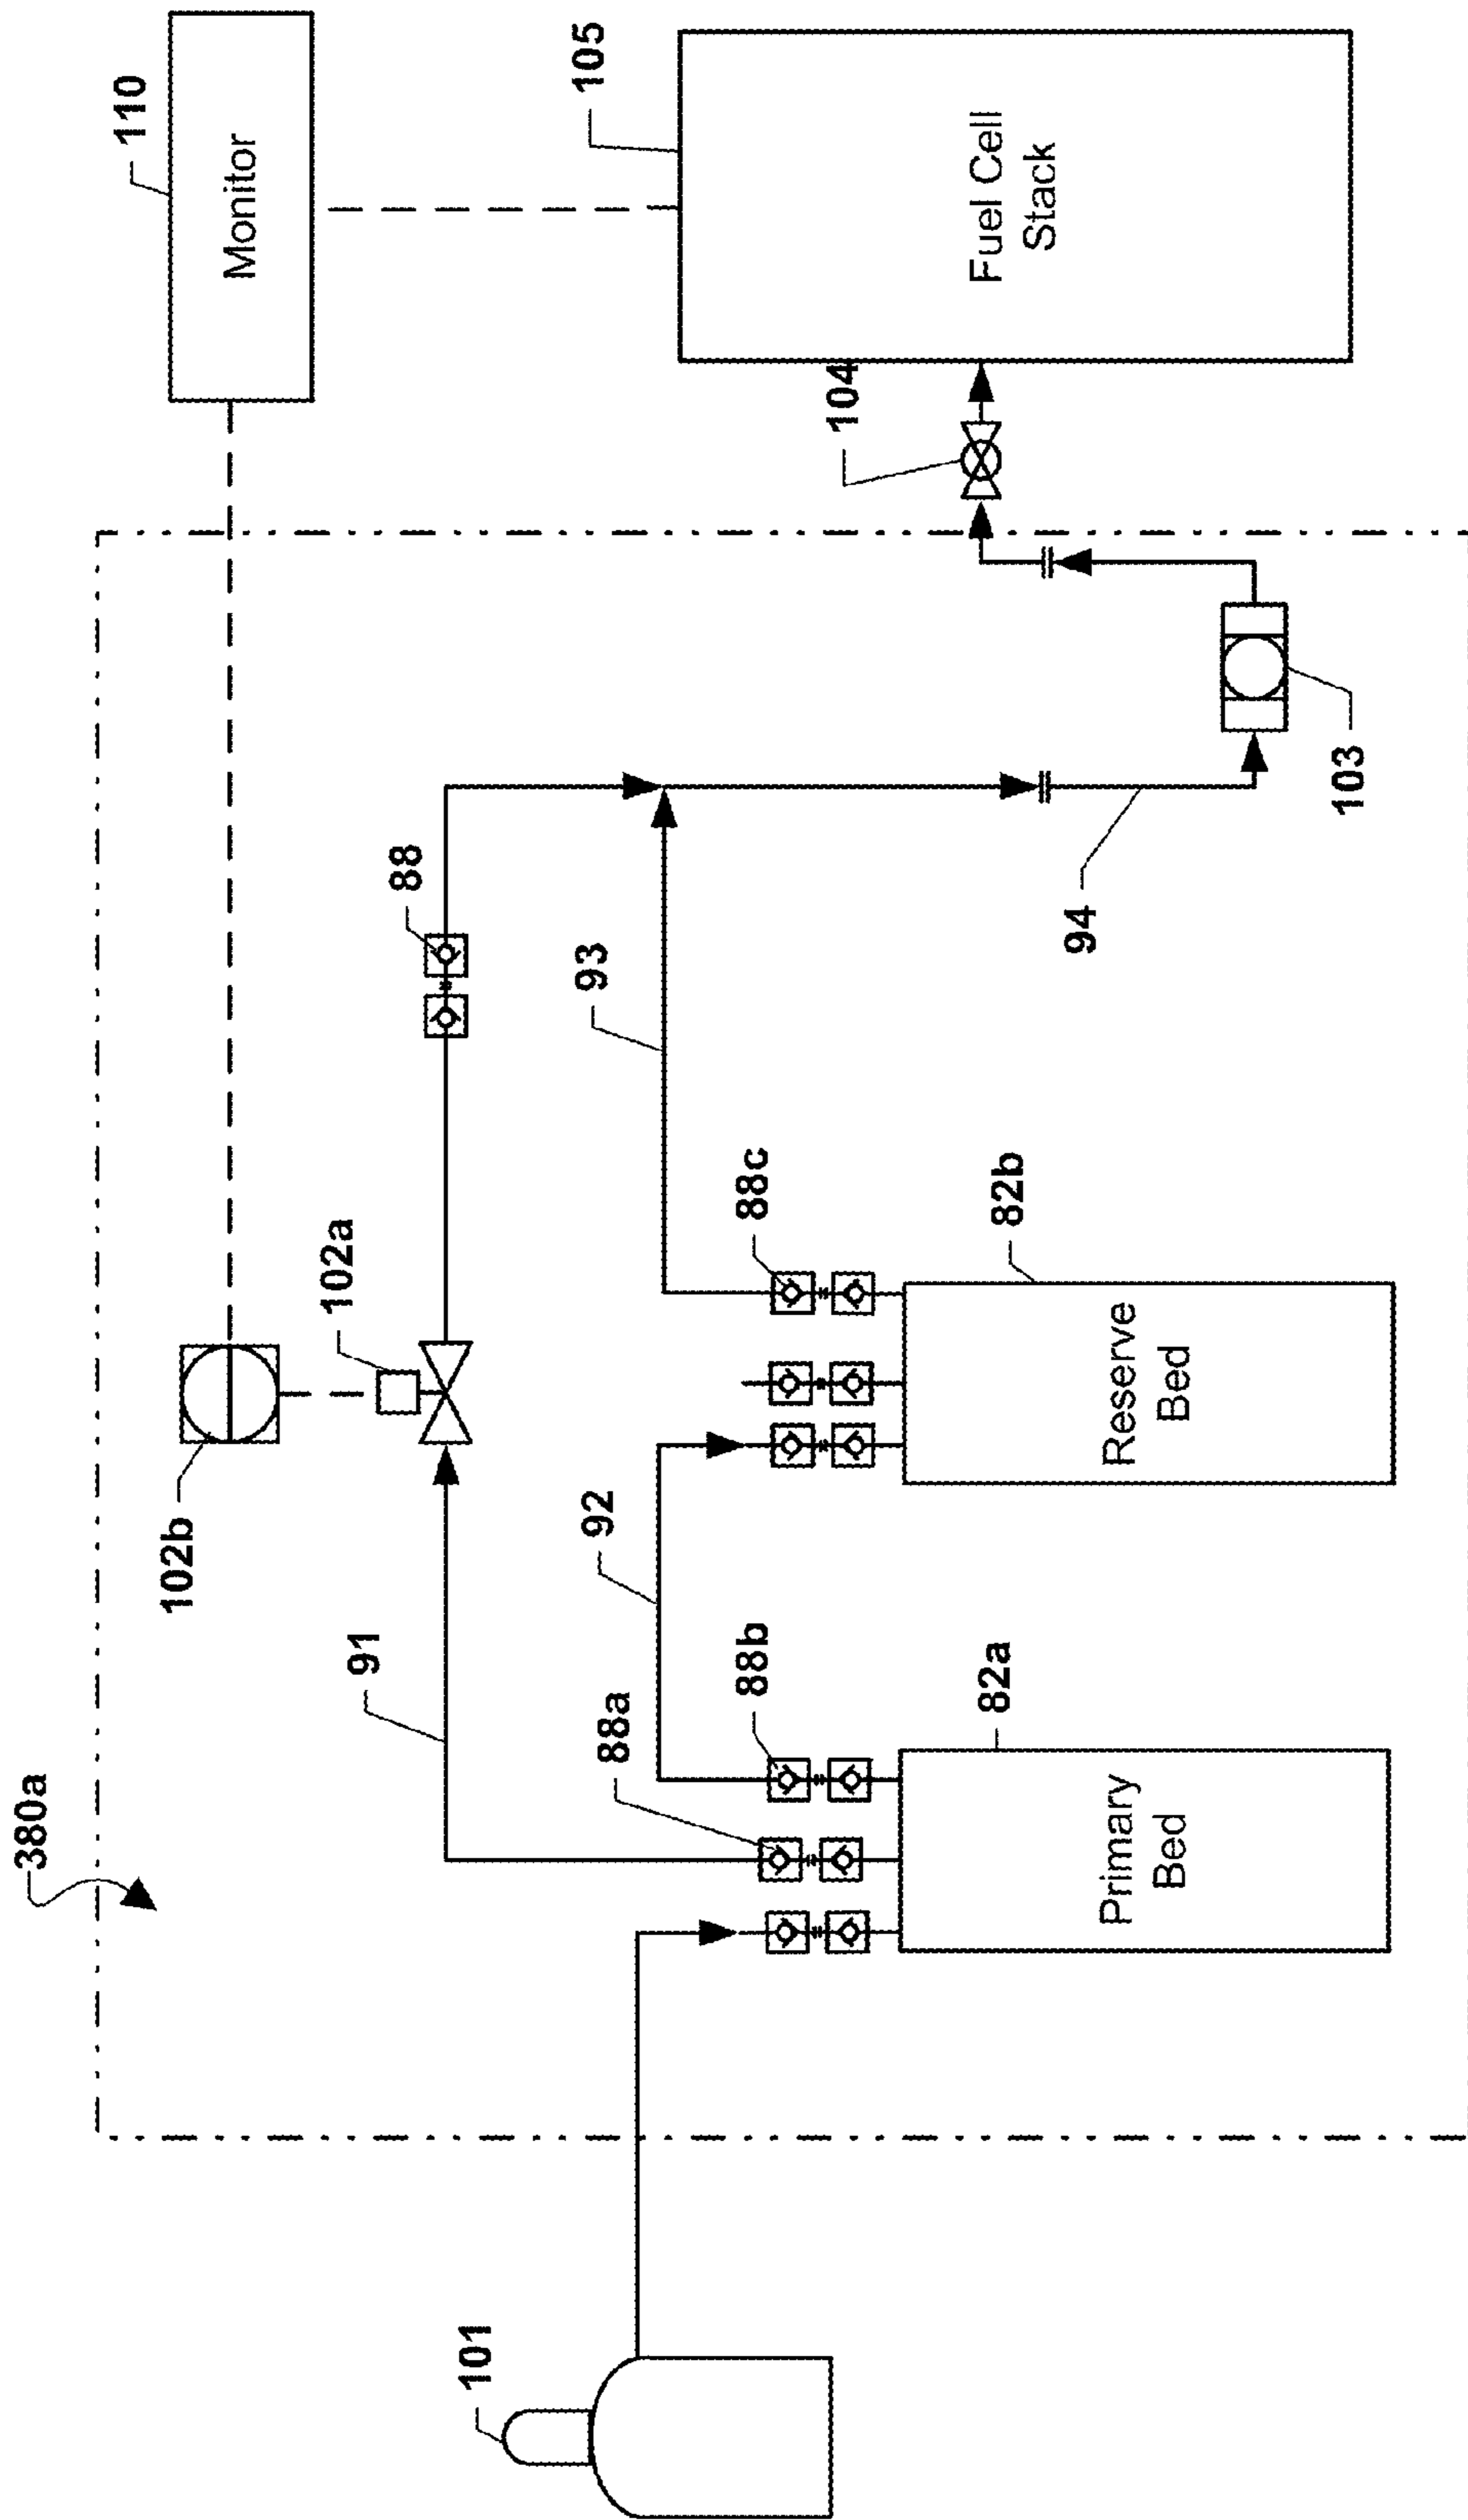 380a
110
Monitor
105
Fuel Cell
Stack
104
103
94
88
93
102a
102b
88c
82b
Reserve
Bed
92
91
88a
88b
82a
Primary
Bed
101